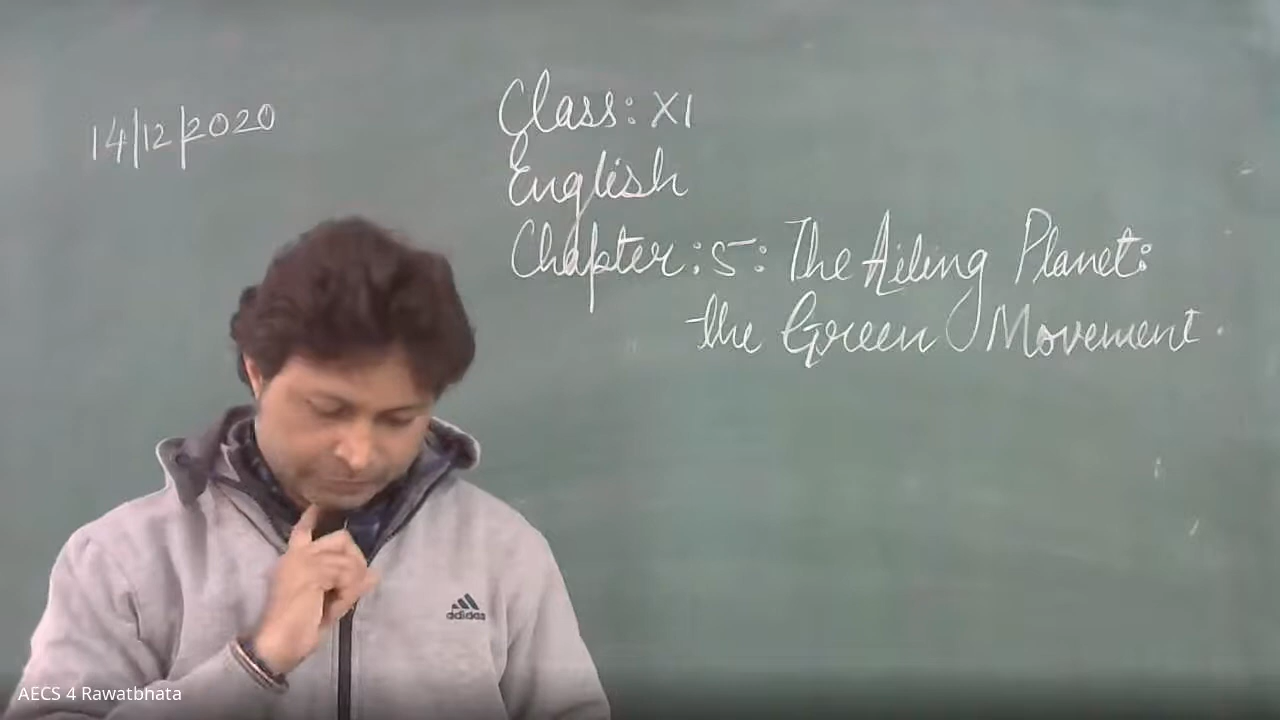 14/12/2020
Class: XI
English
Chapter: 5: The Ailing Planet:
the Green Movement.
adidas
AECS 4 Rawatbhata